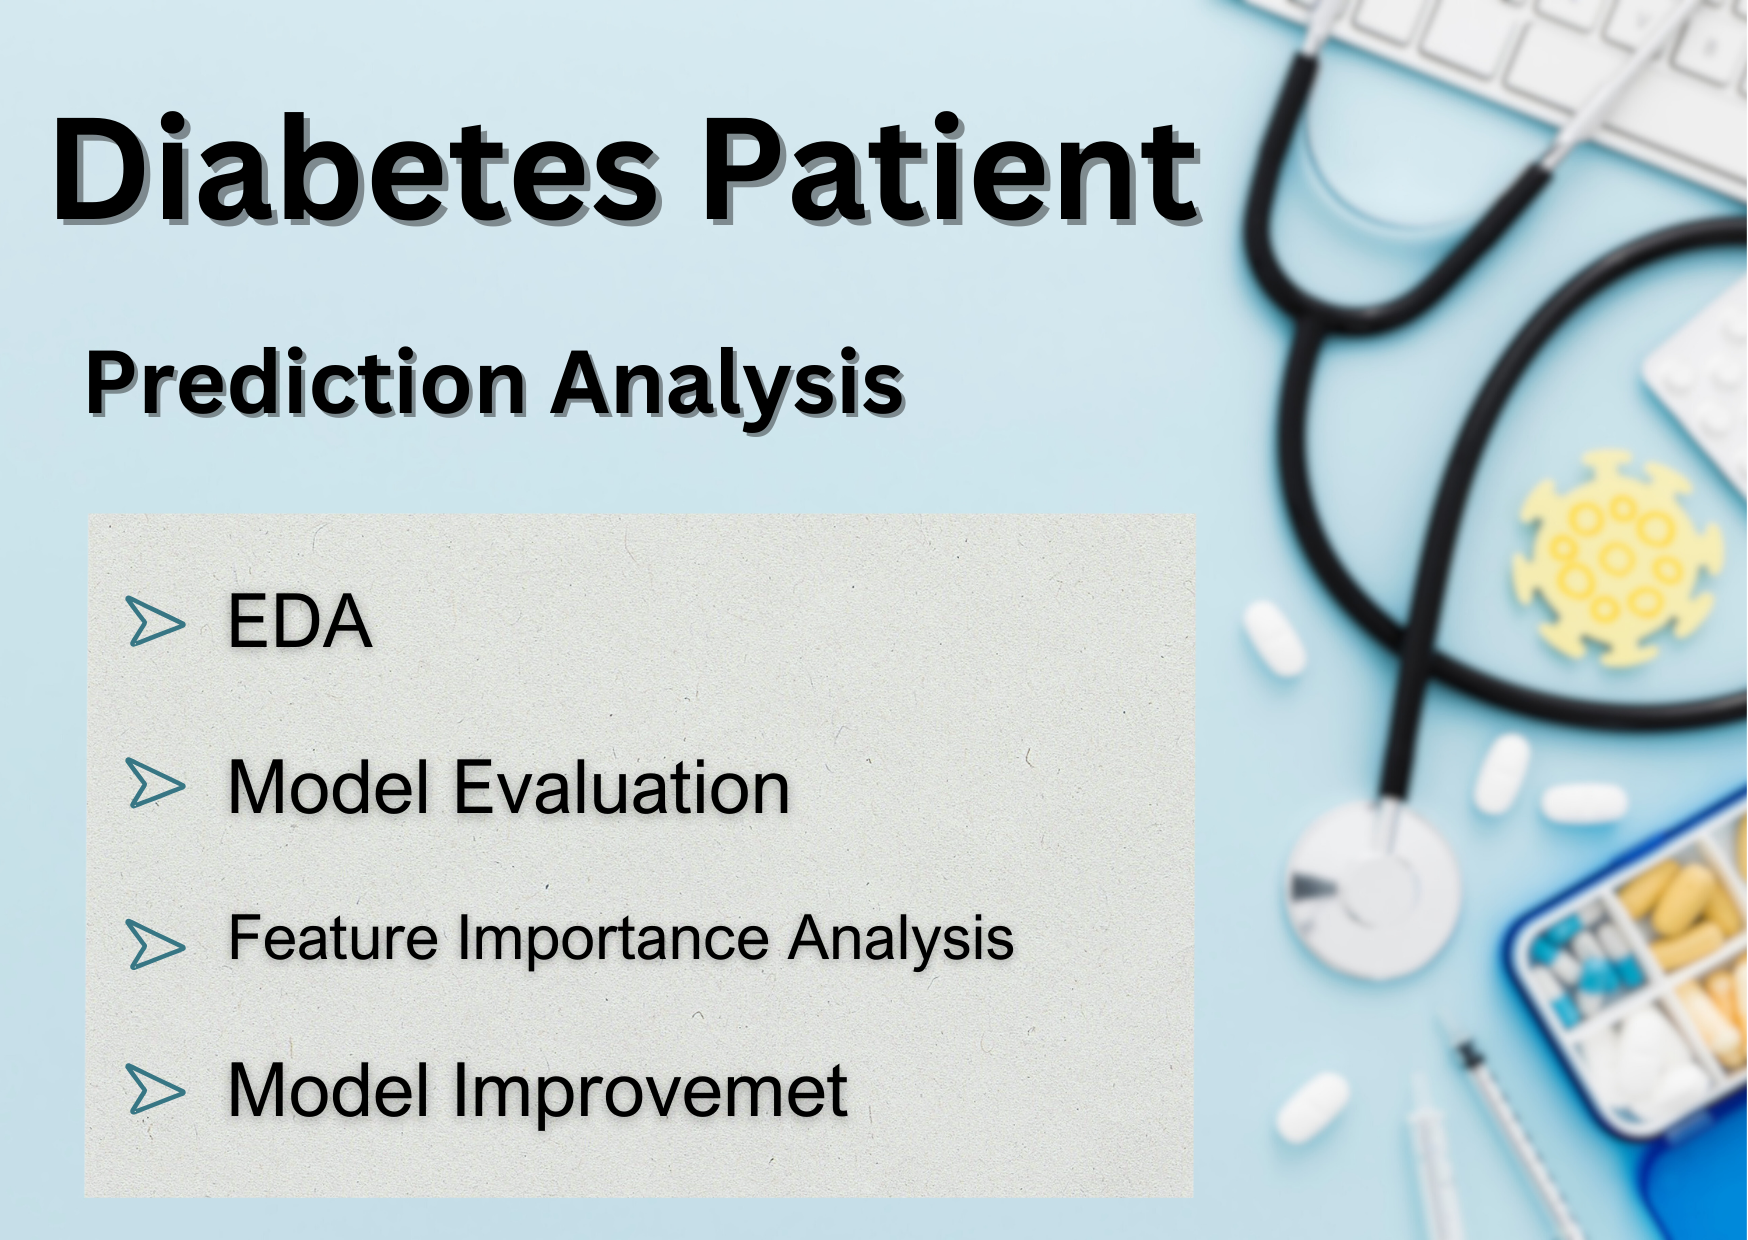 Diabetes Patient
Prediction Analysis
EDA
Model Evaluation
Feature Importance Analysis
Model Improvemet